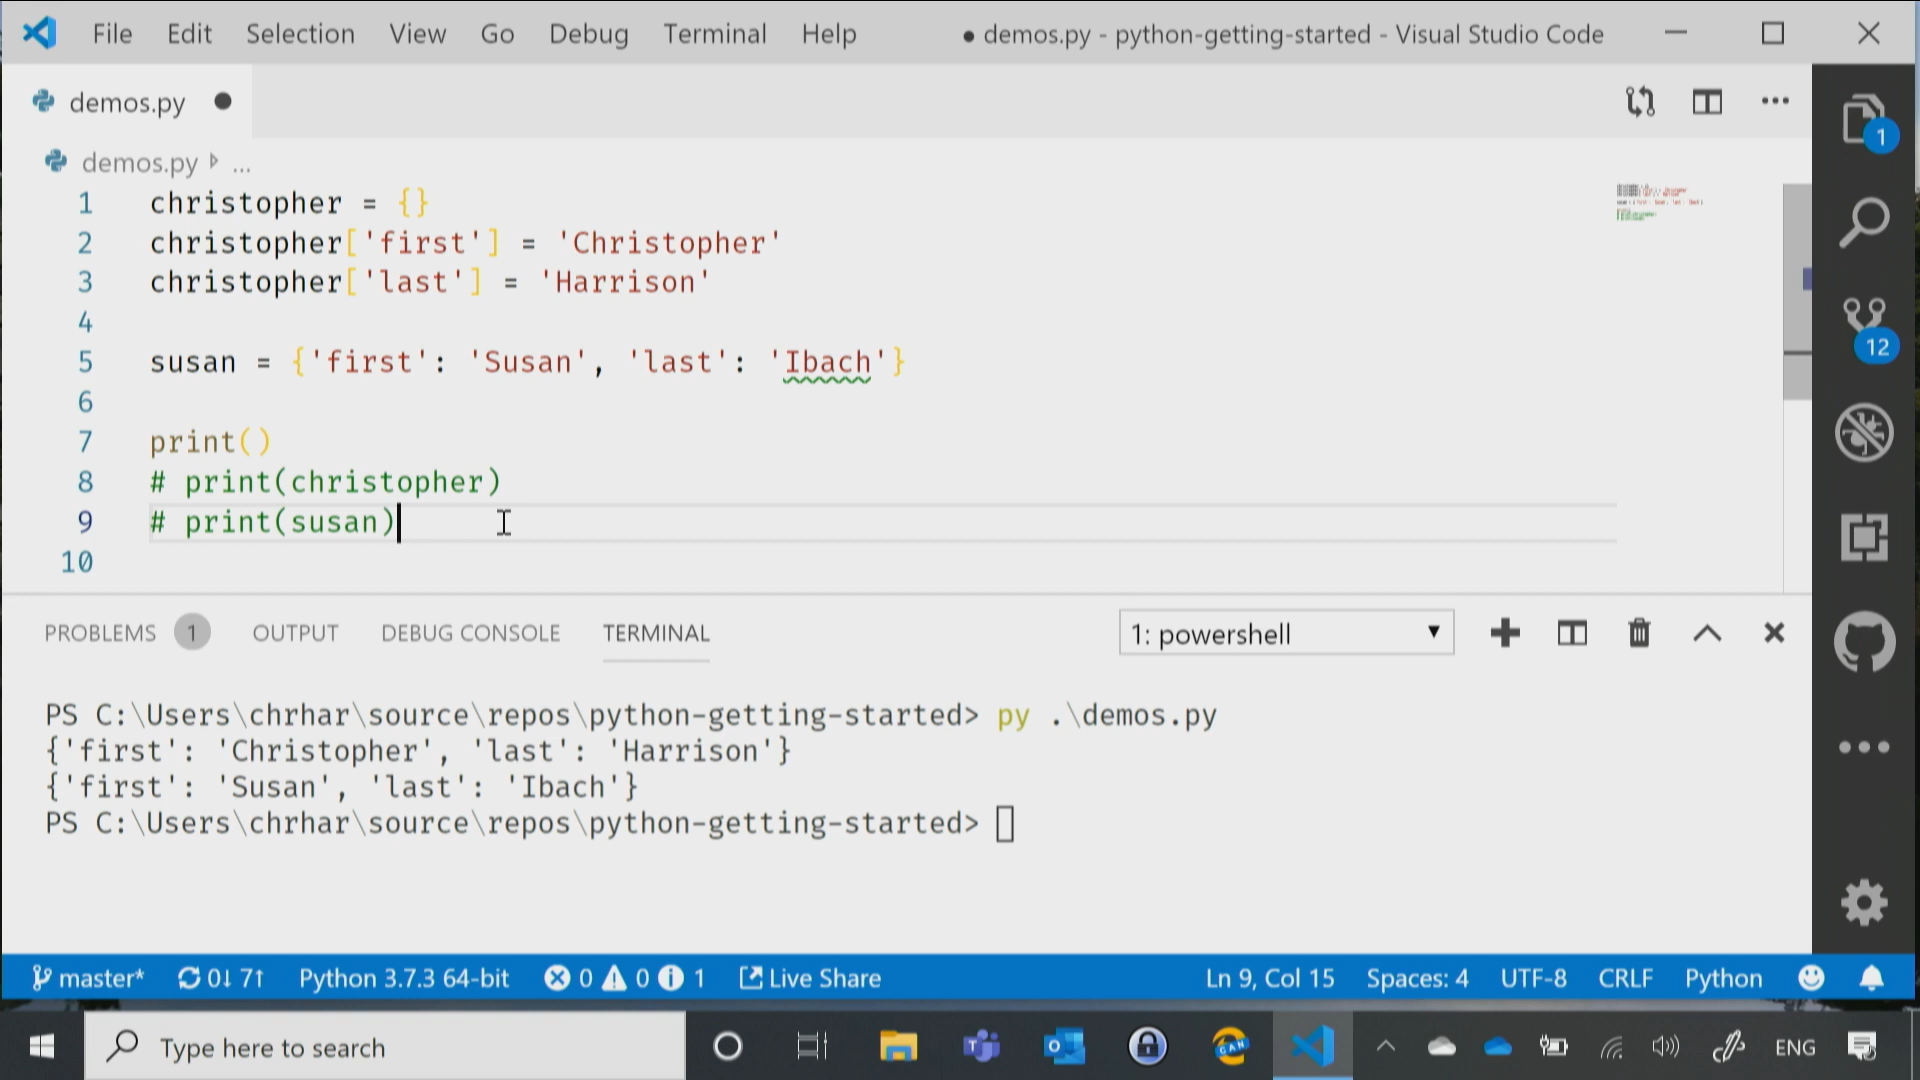 File Edit Selection View Go Debug Terminal Help ● demos.py - python-getting-started - Visual Studio Code
demos.py ●
demos.py ...
1 christopher = {}
2 christopher['first'] = 'Christopher'
3 christopher['last'] = 'Harrison'
4
5 susan = {'first': 'Susan', 'last': 'Ibach'}
6
7 print()
8 # print(christopher)
9 # print(susan)
10
1
12
PROBLEMS 1 OUTPUT DEBUG CONSOLE TERMINAL 1: powershell
PS C:\Users\chrhar\source\repos\python-getting-started> py .\demos.py
{'first': 'Christopher', 'last': 'Harrison'}
{'first': 'Susan', 'last': 'Ibach'}
PS C:\Users\chrhar\source\repos\python-getting-started>
master* 0↓ 7↑ Python 3.7.3 64-bit 0 0 1 Live Share Ln 9, Col 15 Spaces: 4 UTF-8 CRLF Python
Type here to search CAN ENG